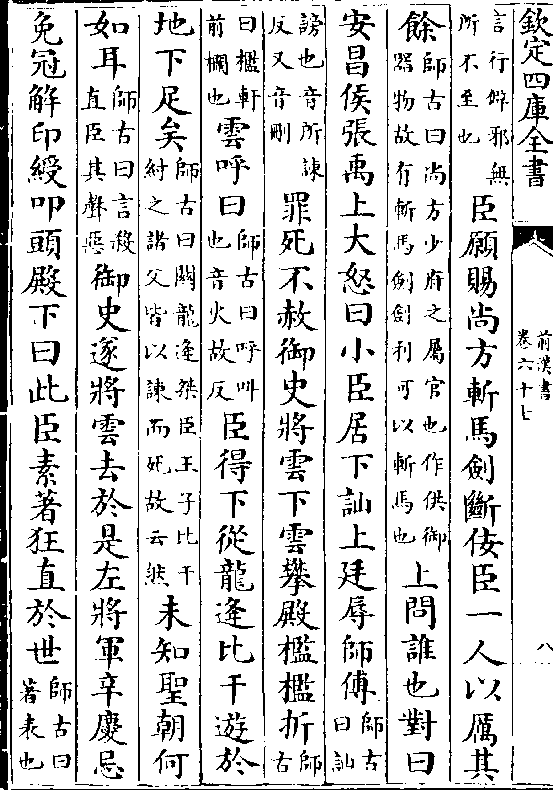 欽定四庫全書
前漢書
卷六十七
八
言行僻邪無所不至也臣願賜尚方斬馬劍斷佞臣一人以厲其
餘師古曰尚方少府之屬官也作供御器物故有斬馬劍劍利可以斬馬也上問誰也對曰
安昌侯張禹上大怒曰小臣居下訕上廷辱師傅師古曰訕
謗也音所諫反又音刪罪死不赦御史將雲下雲攀殿檻檻折師古
曰檻軒前欄也雲呼曰師古曰呼叫也音火故反臣得下從龍逢比干遊於
地下足矣師古曰關龍逢桀臣王子比干紂之諸父皆以諫而死故云然未知聖朝何
如耳師古曰言殺直臣其聲惡御史遂將雲去於是左將軍辛慶忌
免冠解印綬叩頭殿下曰此臣素著狂直於世師古曰著表也